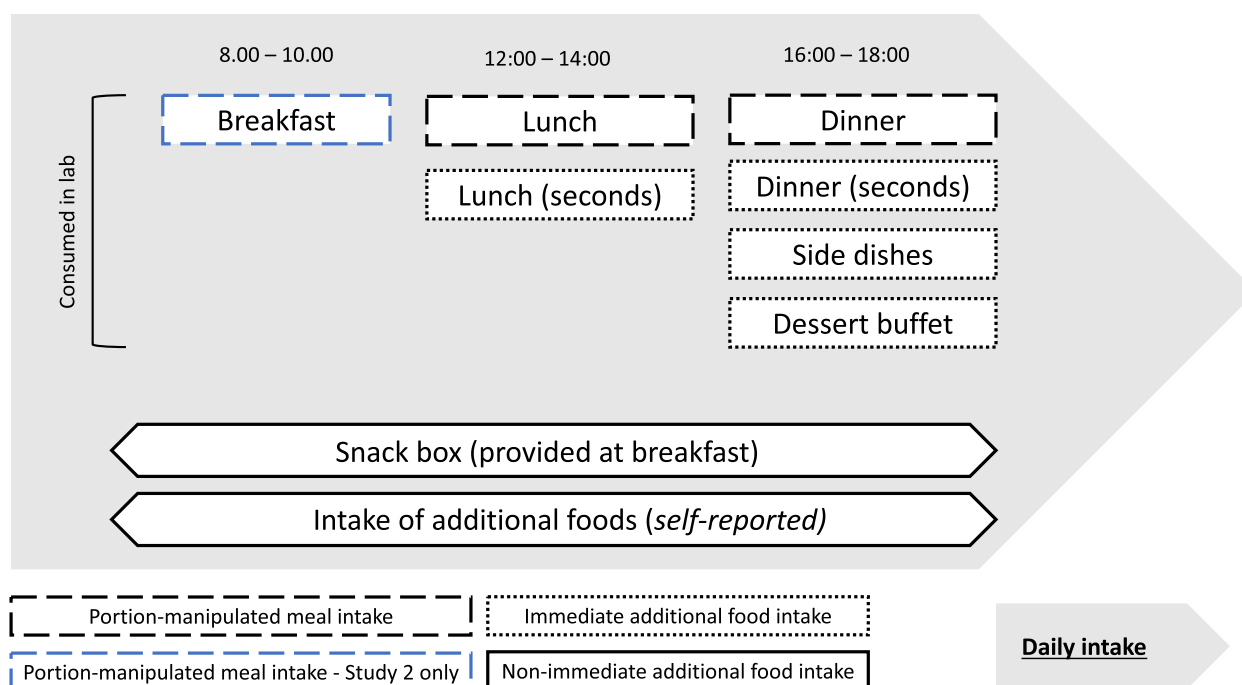 8.00 – 10.00
12:00 – 14:00
16:00 – 18:00
Consumed in lab
Breakfast
Lunch
Dinner
Lunch (seconds)
Dinner (seconds)
Side dishes
Dessert buffet
Snack box (provided at breakfast)
Intake of additional foods (self-reported)
Portion-manipulated meal intake
Immediate additional food intake
Portion-manipulated meal intake - Study 2 only
Non-immediate additional food intake
Daily intake